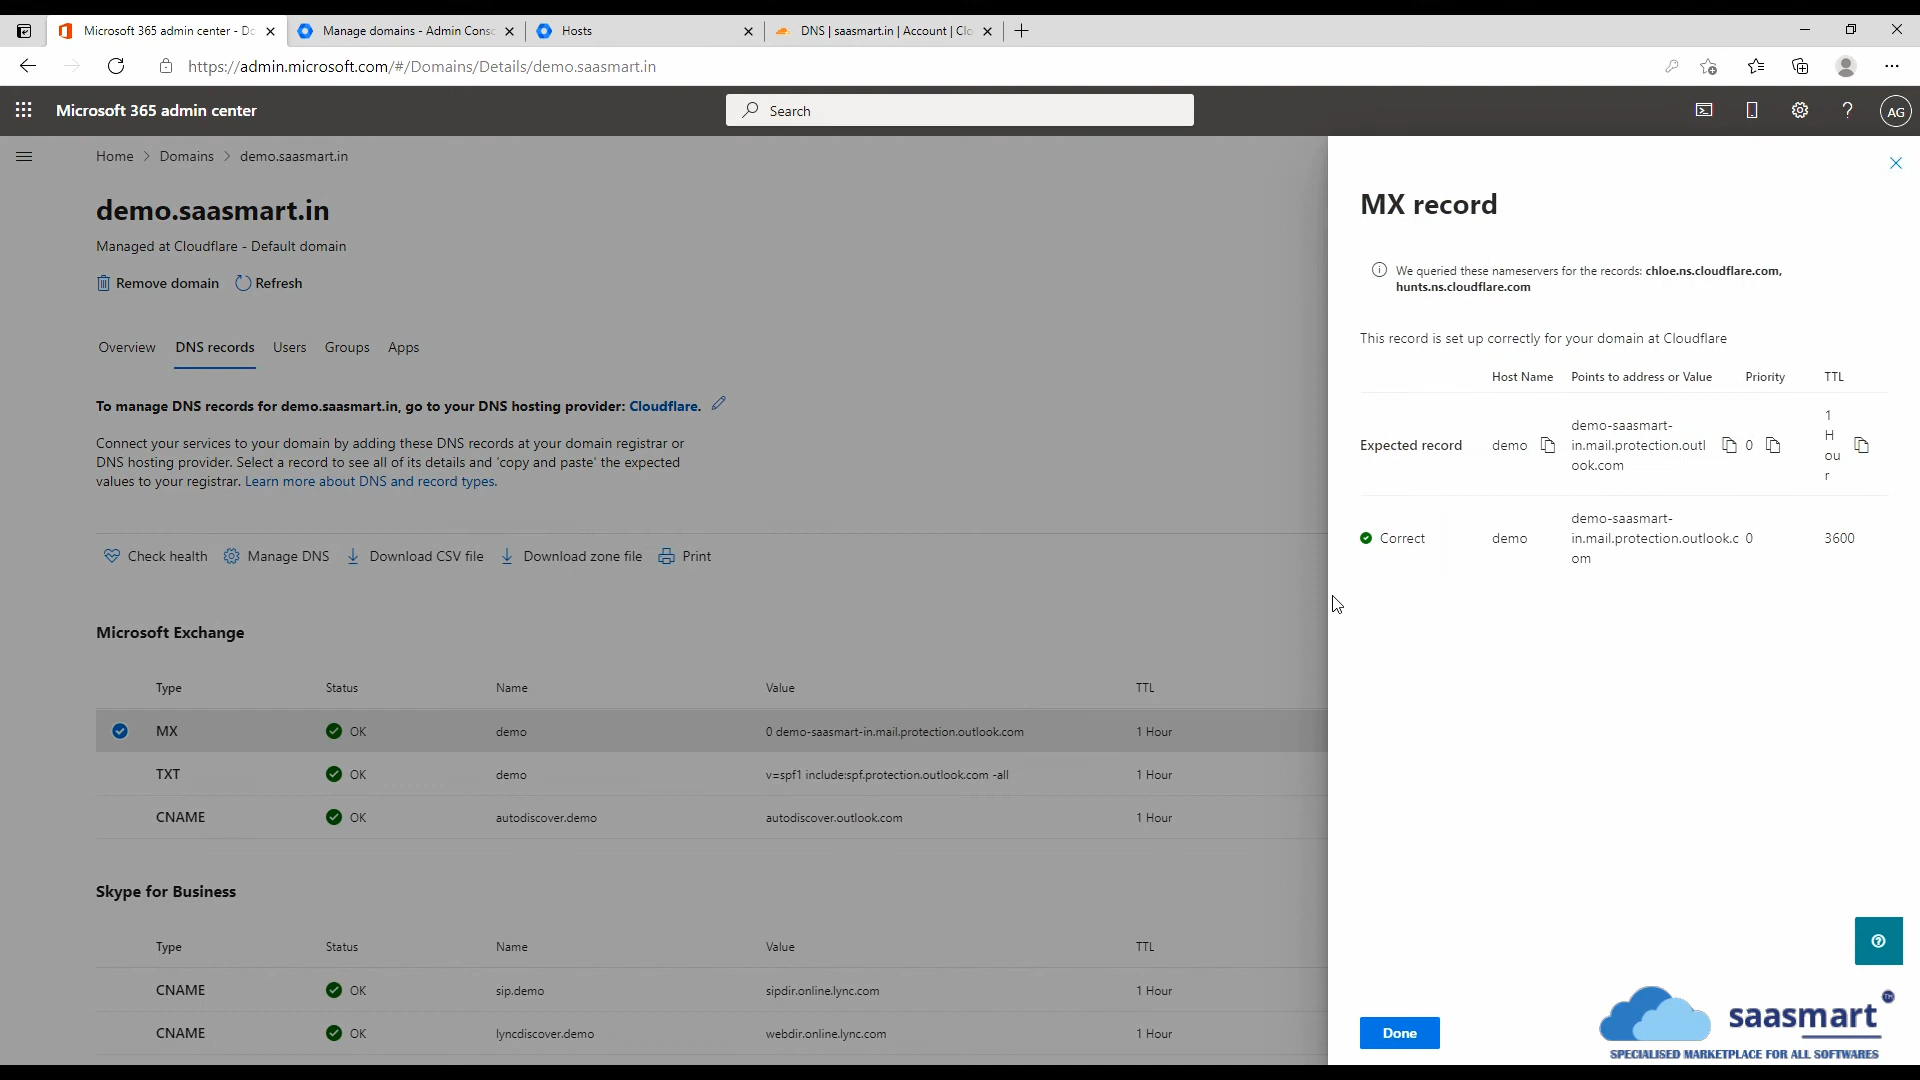 Microsoft 365 admin center - Do
Manage domains - Admin Conso
Hosts
DNS | saasmart.in | Account | Clo
https://admin.microsoft.com/#/Domains/Details/demo.saasmart.in
Microsoft 365 admin center
Search
AG
Home > Domains > demo.saasmart.in
demo.saasmart.in
Managed at Cloudflare - Default domain
Remove domain Refresh
Overview DNS records Users Groups Apps
To manage DNS records for demo.saasmart.in, go to your DNS hosting provider: Cloudflare.
Connect your services to your domain by adding these DNS records at your domain registrar or
DNS hosting provider. Select a record to see all of its details and 'copy and paste' the expected
values to your registrar. Learn more about DNS and record types.
Check health Manage DNS Download CSV file Download zone file Print
Microsoft Exchange
Type Status Name Value TTL
MX OK demo 0 demo-saasmart-in.mail.protection.outlook.com 1 Hour
TXT OK demo v=spf1 include:spf.protection.outlook.com -all 1 Hour
CNAME OK autodiscover.demo autodiscover.outlook.com 1 Hour
Skype for Business
Type Status Name Value TTL
CNAME OK sip.demo sipdir.online.lync.com 1 Hour
CNAME OK lyncdiscover.demo webdir.online.lync.com 1 Hour
MX record
We queried these nameservers for the records: chloe.ns.cloudflare.com,
hunts.ns.cloudflare.com
This record is set up correctly for your domain at Cloudflare
Host Name Points to address or Value Priority TTL
Expected record demo
demo-saasmart-
in.mail.protection.outl
ook.com
0
1
H
ou
r
Correct demo
demo-saasmart-
in.mail.protection.outlook.c
om
0 3600
Done
saasmart TM
SPECIALISED MARKETPLACE FOR ALL SOFTWARES